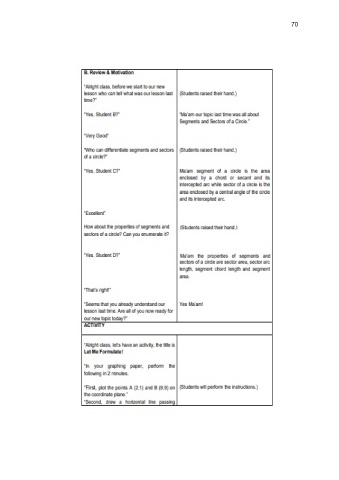 70
B. Review & Motivation
"Alright class, before we start to our new
lesson who can tell what was our lesson last
time?"
(Students raised their hand.)
"Yes, Student B?"
"Ma'am our topic last time was all about
Segments and Sectors of a Circle."
"Very Good"
"Who can differentiate segments and sectors
of a circle?"
(Students raised their hand.)
"Yes, Student C?"
Ma'am segment of a circle is the area
enclosed by a chord or secant and its
intercepted arc while sector of a circle is the
area enclosed by a central angle of the circle
and its intercepted arc.
"Excellent"
How about the properties of segments and
sectors of a circle? Can you enumerate it?
(Students raised their hand.)
"Yes, Student D?"
Ma'am the properties of segments and
sectors of a circle are sector area, sector arc
length, segment chord length and segment
area.
"That's right!"
"Seems that you already understand our
lesson last time. Are all of you now ready for
our new topic today?"
Yes Ma'am!
ACTIVITY
"Alright class, let's have an activity, the title is
Let Me Formulate!
"In your graphing paper, perform the
following in 2 minutes.
"First, plot the points A (2,1) and B (8,9) on
the coordinate plane."
(Students will perform the instructions.)
"Second, draw a horizontal line passing